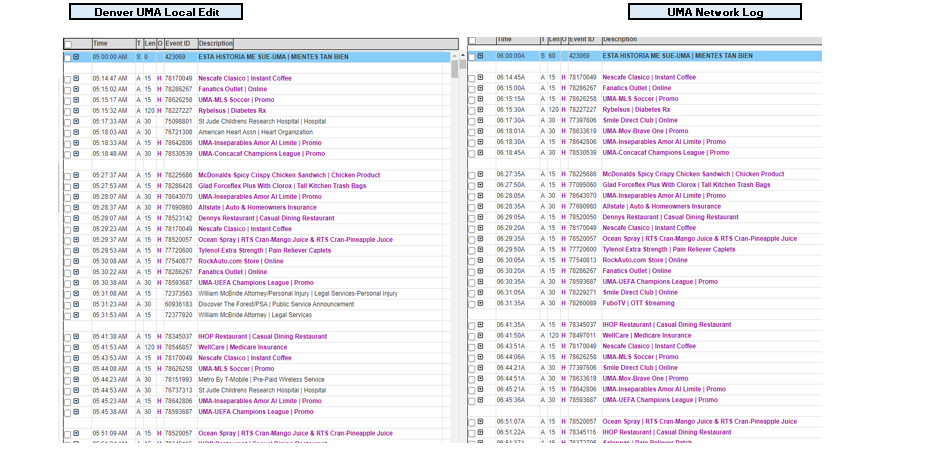 Denver UMA Local Edit
Time T Len O Event ID Description
05:00:00 AM S 0 423069 ESTA HISTORIA ME SUE-UMA | MIENTES TAN BIEN
05:14:47 AM A 15 H 78170049 Nescafe Clasico | Instant Coffee
05:15:02 AM A 15 H 78286267 Fanatics Outlet | Online
05:15:17 AM A 15 H 78626258 UMA-MLS Soccer | Promo
05:15:32 AM A 120 H 78227227 Rybelsus | Diabetes Rx
05:17:33 AM A 30 75098801 St Jude Childrens Research Hospital | Hospital
05:18:03 AM A 30 76721308 American Heart Assn | Heart Organization
05:18:33 AM A 15 H 78642806 UMA-Inseparables Amor Al Limite | Promo
05:18:48 AM A 30 H 78530539 UMA-Concacaf Champions League | Promo
05:27:37 AM A 15 H 78225686 McDonalds Spicy Crispy Chicken Sandwich | Chicken Product
05:27:53 AM A 15 H 78286428 Glad Forceflex Plus With Clorox | Tall Kitchen Trash Bags
05:28:07 AM A 30 H 78643070 UMA-Inseparables Amor Al Limite | Promo
05:28:37 AM A 30 H 77690980 Allstate | Auto & Homeowners Insurance
05:29:07 AM A 15 H 78523142 Dennys Restaurant | Casual Dining Restaurant
05:29:23 AM A 15 H 78170049 Nescafe Clasico | Instant Coffee
05:29:37 AM A 15 H 78520057 Ocean Spray | RTS Cran-Mango Juice & RTS Cran-Pineapple Juice
05:29:53 AM A 15 H 77720600 Tylenol Extra Strength | Pain Reliever Caplets
05:30:08 AM A 15 H 77540877 RockAuto.com Store | Online
05:30:22 AM A 15 H 78286267 Fanatics Outlet | Online
05:30:38 AM A 30 H 78593687 UMA-UEFA Champions League | Promo
05:31:08 AM A 15 72373563 William McBride Attorney/Personal Injury | Legal Services-Personal Injury
05:31:23 AM A 30 60936183 Discover The Forest/PSA | Public Service Announcement
05:31:53 AM A 15 72377920 William McBride Attorney | Legal Services
05:41:38 AM A 15 H 78345037 IHOP Restaurant | Casual Dining Restaurant
05:41:53 AM A 120 H 78546857 WellCare | Medicare Insurance
05:43:53 AM A 15 H 78170049 Nescafe Clasico | Instant Coffee
05:44:08 AM A 15 H 78626258 UMA-MLS Soccer | Promo
05:44:23 AM A 30 78151993 Metro By T-Mobile | Pre-Paid Wireless Service
05:44:53 AM A 30 76737313 St Jude Childrens Research Hospital | Hospital
05:45:23 AM A 15 H 78642806 UMA-Inseparables Amor Al Limite | Promo
05:45:38 AM A 30 H 78593687 UMA-UEFA Champions League | Promo
05:51:09 AM A 15 H 78520057 Ocean Spray | RTS Cran-Mango Juice & RTS Cran-Pineapple Juice
UMA Network Log
Time T Len O Event ID Description
06:00:00A S 60 423069 ESTA HISTORIA ME SUE-UMA | MIENTES TAN BIEN
06:14:45A A 15 H 78170049 Nescafe Clasico | Instant Coffee
06:15:00A A 15 H 78286267 Fanatics Outlet | Online
06:15:15A A 15 H 78626258 UMA-MLS Soccer | Promo
06:15:30A A 120 H 78227227 Rybelsus | Diabetes Rx
06:17:30A A 30 H 77397606 Smile Direct Club | Online
06:18:01A A 30 H 78633619 UMA-Mov-Brave One | Promo
06:18:30A A 15 H 78642806 UMA-Inseparables Amor Al Limite | Promo
06:18:45A A 30 H 78530539 UMA-Concacaf Champions League | Promo
06:27:35A A 15 H 78225686 McDonalds Spicy Crispy Chicken Sandwich | Chicken Product
06:27:50A A 15 H 77095060 Glad Forceflex Plus With Clorox | Tall Kitchen Trash Bags
06:28:05A A 30 H 78643070 UMA-Inseparables Amor Al Limite | Promo
06:28:35A A 30 H 77690980 Allstate | Auto & Homeowners Insurance
06:29:05A A 15 H 78520050 Dennys Restaurant | Casual Dining Restaurant
06:29:20A A 15 H 78170049 Nescafe Clasico | Instant Coffee
06:29:35A A 15 H 78520057 Ocean Spray | RTS Cran-Mango Juice & RTS Cran-Pineapple Juice
06:29:50A A 15 H 77720600 Tylenol Extra Strength | Pain Reliever Caplets
06:30:05A A 15 H 77540813 RockAuto.com Store | Online
06:30:20A A 15 H 78286267 Fanatics Outlet | Online
06:30:35A A 30 H 78593687 UMA-UEFA Champions League | Promo
06:31:05A A 30 H 78229271 Smile Direct Club | Online
06:31:35A A 30 H 78260089 FuboTV | OTT Streaming
06:41:35A A 15 H 78345037 IHOP Restaurant | Casual Dining Restaurant
06:41:50A A 120 H 78497011 WellCare | Medicare Insurance
06:43:51A A 15 H 78170049 Nescafe Clasico | Instant Coffee
06:44:06A A 15 H 78626258 UMA-MLS Soccer | Promo
06:44:21A A 30 H 77397606 Smile Direct Club | Online
06:44:51A A 30 H 78633619 UMA-Mov-Brave One | Promo
06:45:21A A 15 H 78642806 UMA-Inseparables Amor Al Limite | Promo
06:45:36A A 30 H 78593687 UMA-UEFA Champions League | Promo
06:51:07A A 15 H 78520057 Ocean Spray | RTS Cran-Mango Juice & RTS Cran-Pineapple Juice
06:51:22A A 15 H 78345116 IHOP Restaurant | Casual Dining Restaurant